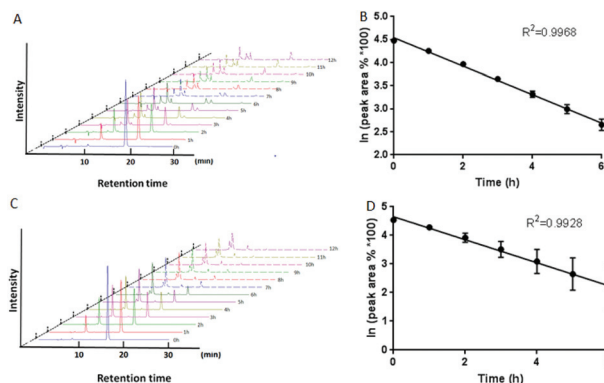 A
Intensity
12h
11h
10h
9h
8h
7h
6h
5h
4h
3h
2h
1h
0h
10 20 30 (min)
Retention time
B
R²=0.9968
ln (peak area % *100)
5.0
4.5
4.0
3.5
3.0
2.5
2.0
0 2 4 6
Time (h)
C
Intensity
12h
11h
10h
9h
8h
7h
6h
5h
4h
3h
2h
1h
0h
10 20 30 (min)
Retention time
D
R²=0.9928
ln (peak area % *100)
5
4
3
2
1
0
0 2 4 6
Time (h)